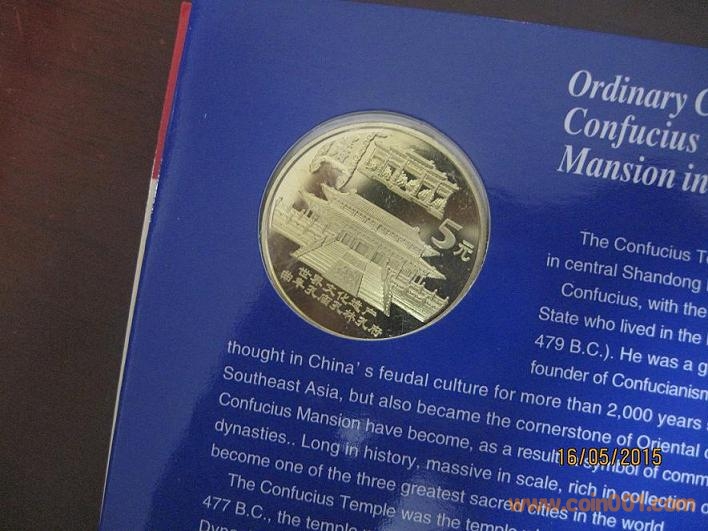 Ordinary C
Confucius
Mansion in
5元
世界文化遗产
曲阜孔庙孔林孔府
The Confucius Te
in central Shandong
Confucius, with the
State who lived in the
479 B.C.). He was a g
founder of Confucianism
thought in China's feudal culture for more than 2,000 years
Southeast Asia, but also became the cornerstone of Oriental c
Confucius Mansion have become, as a result, symbol of comm
dynasties.. Long in history, massive in scale, rich in collection o
become one of the three greatest sacred cities in the world.
The Confucius Temple was the temple
477 B.C., the temple
16/05/2015
www.coin001.com